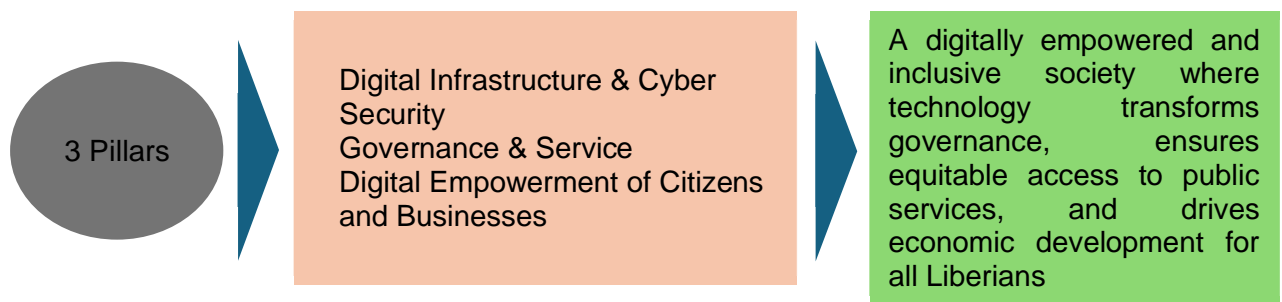 3 Pillars
Digital Infrastructure & Cyber
Security
Governance & Service
Digital Empowerment of Citizens
and Businesses
A digitally empowered and
inclusive society where
technology transforms
governance, ensures
equitable access to public
services, and drives
economic development for
all Liberians